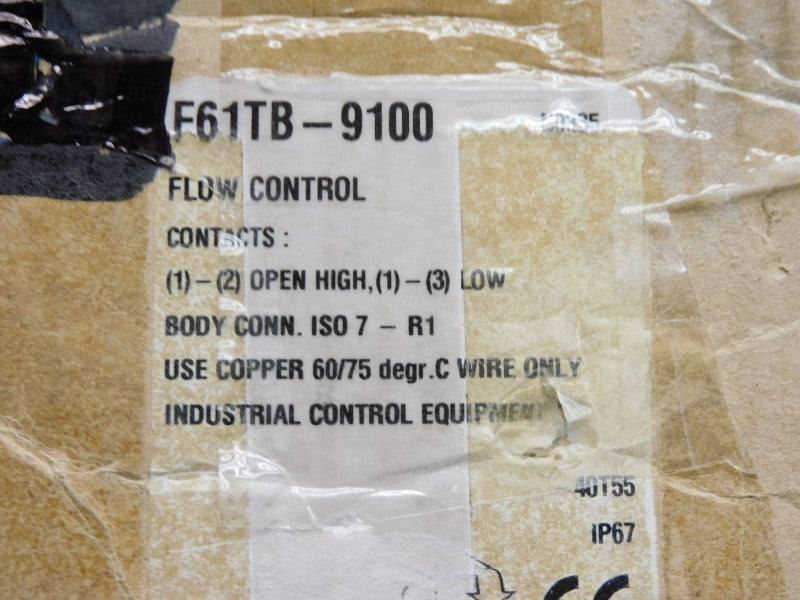 F61TB – 9100
FLOW CONTROL
CONTACTS :
(1) – (2) OPEN HIGH,(1) – (3) LOW
BODY CONN. ISO 7 – R1
USE COPPER 60/75 degr.C WIRE ONLY
INDUSTRIAL CONTROL EQUIPMENT
40T55
IP67
CE